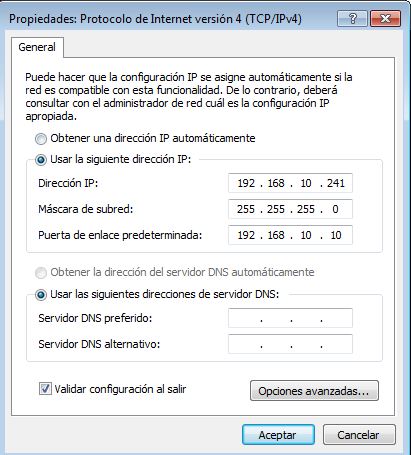 Propiedades: Protocolo de Internet versión 4 (TCP/IPv4)
General
Puede hacer que la configuración IP se asigne automáticamente si la
red es compatible con esta funcionalidad. De lo contrario, deberá
consultar con el administrador de red cuál es la configuración IP
apropiada.
Obtener una dirección IP automáticamente
Usar la siguiente dirección IP:
Dirección IP: 192 . 168 . 10 . 241
Máscara de subred: 255 . 255 . 255 . 0
Puerta de enlace predeterminada: 192 . 168 . 10 . 10
Obtener la dirección del servidor DNS automáticamente
Usar las siguientes direcciones de servidor DNS:
Servidor DNS preferido: . . .
Servidor DNS alternativo: . . .
Validar configuración al salir
Opciones avanzadas...
Aceptar
Cancelar